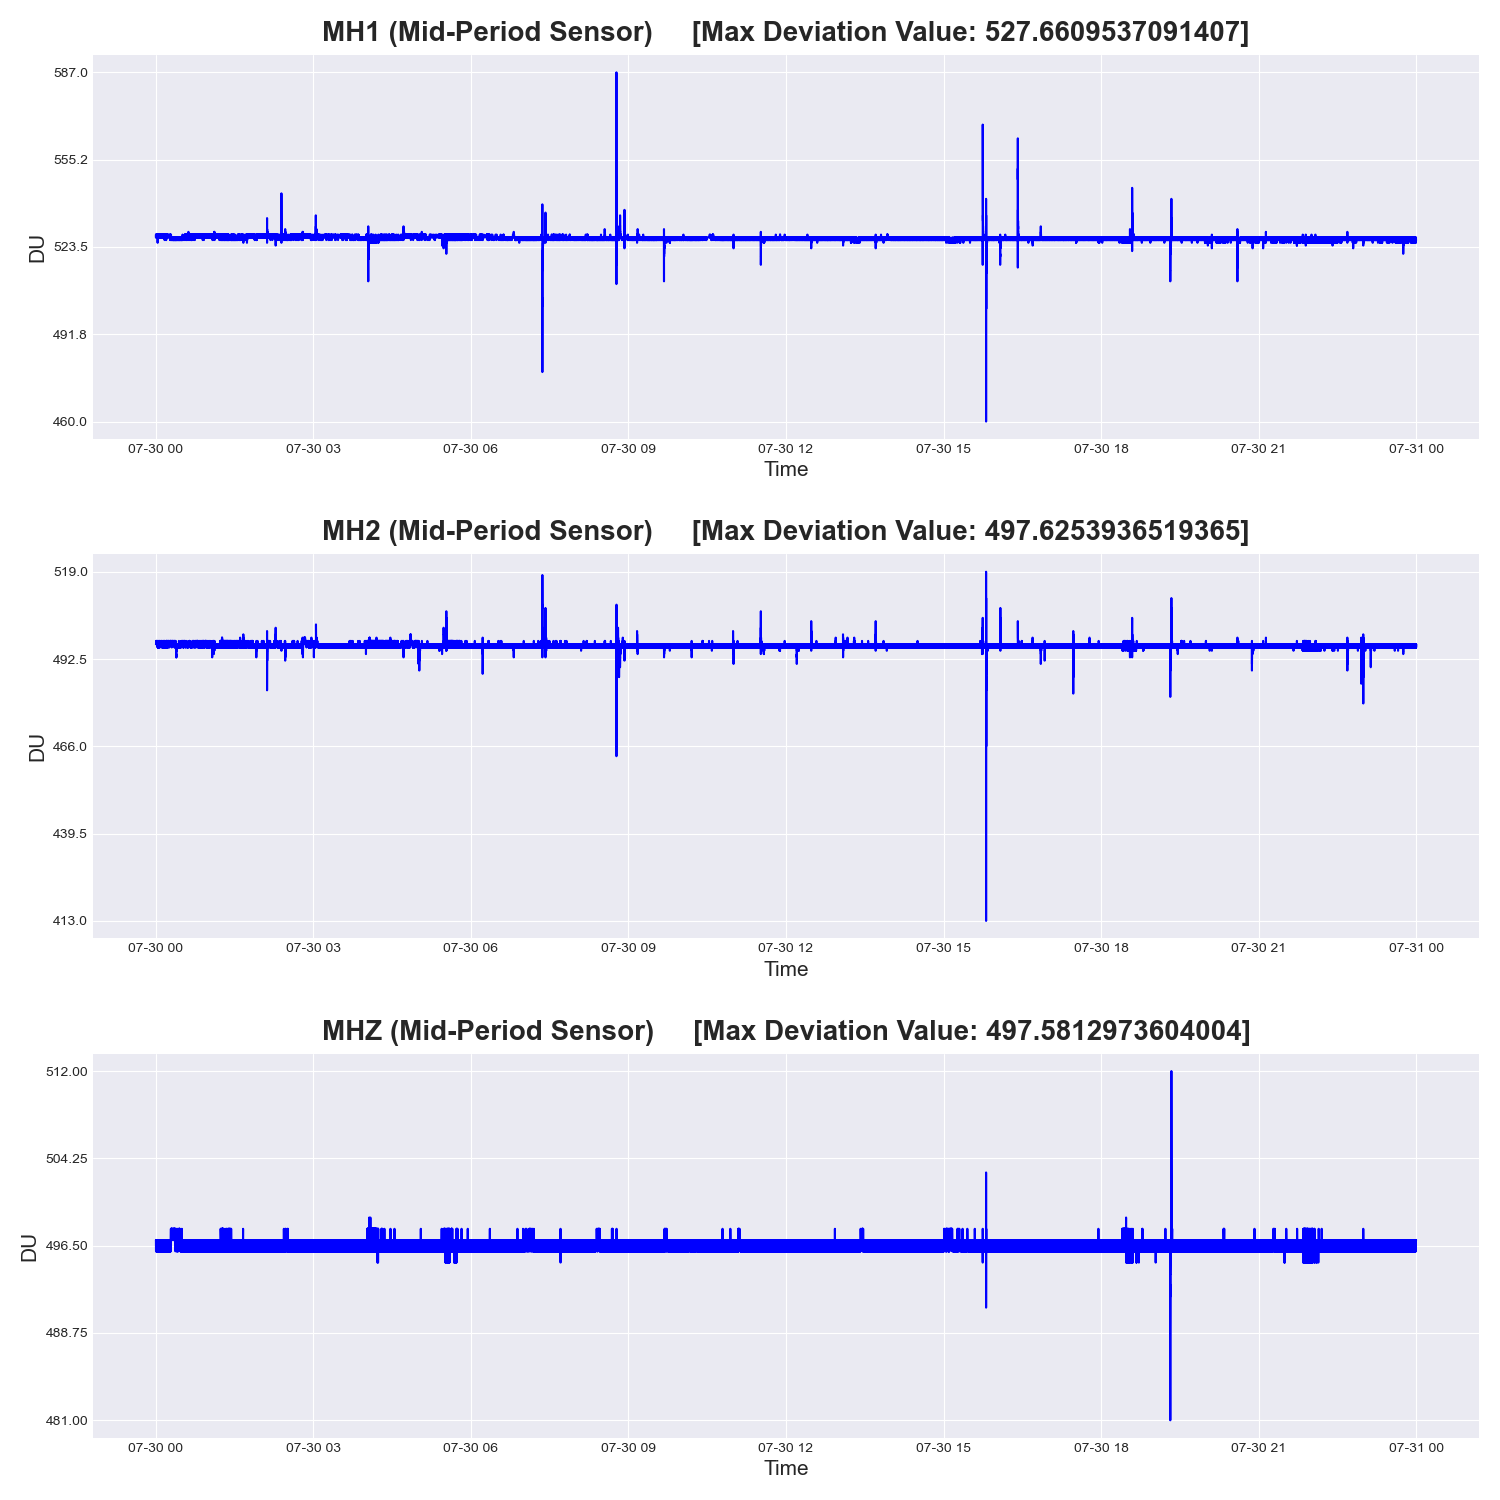 MH1 (Mid-Period Sensor) [Max Deviation Value: 527.6609537091407]
587.0
555.2
523.5
491.8
460.0
DU
07-30 00 07-30 03 07-30 06 07-30 09 07-30 12 07-30 15 07-30 18 07-30 21 07-31 00
Time
MH2 (Mid-Period Sensor) [Max Deviation Value: 497.6253936519365]
519.0
492.5
466.0
439.5
413.0
DU
07-30 00 07-30 03 07-30 06 07-30 09 07-30 12 07-30 15 07-30 18 07-30 21 07-31 00
Time
MHZ (Mid-Period Sensor) [Max Deviation Value: 497.5812973604004]
512.00
504.25
496.50
488.75
481.00
DU
07-30 00 07-30 03 07-30 06 07-30 09 07-30 12 07-30 15 07-30 18 07-30 21 07-31 00
Time